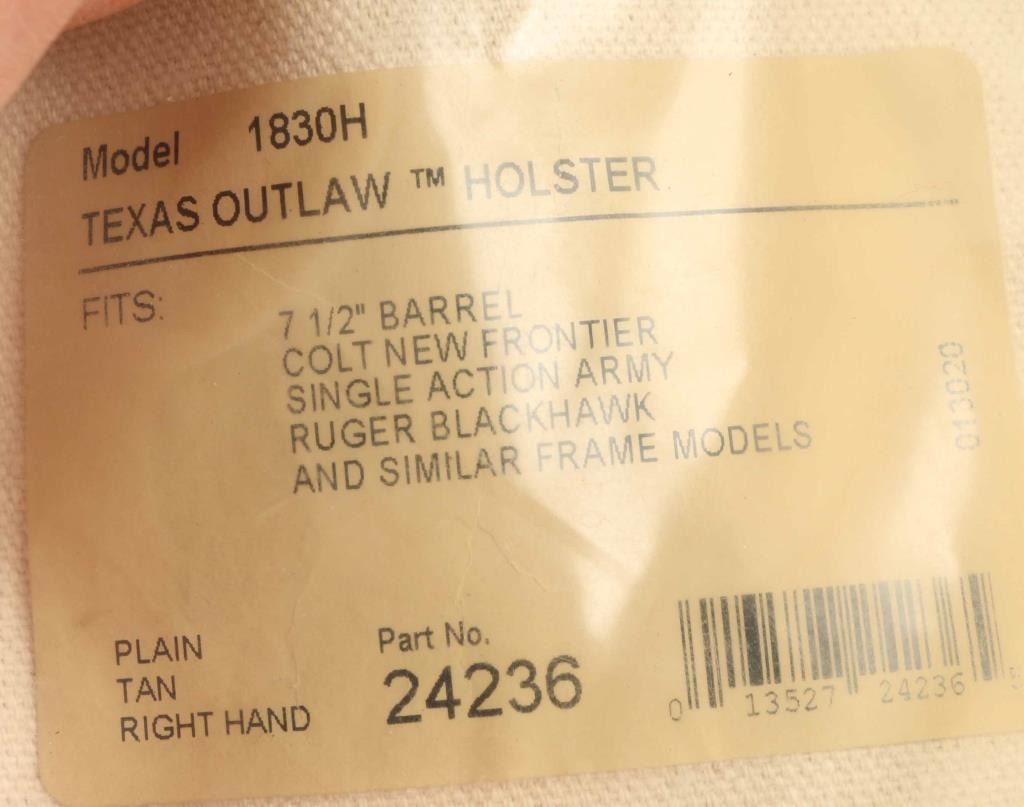 Model 1830H
TEXAS OUTLAW ™ HOLSTER
FITS:
7 1/2" BARREL
COLT NEW FRONTIER
SINGLE ACTION ARMY
RUGER BLACKHAWK
AND SIMILAR FRAME MODELS
013020
PLAIN
TAN
RIGHT HAND
Part No.
24236
0 13527 24236